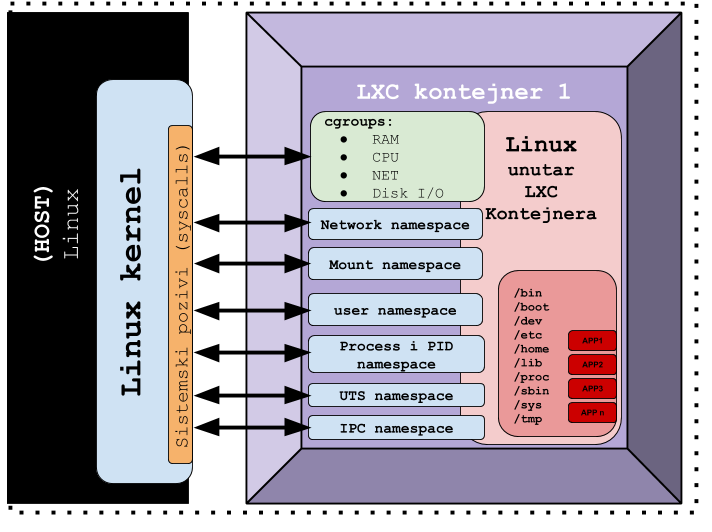 (HOST)
Linux
Linux kernel
Sistemski pozivi (syscalls)
LXC kontejner 1
cgroups:
● RAM
● CPU
● NET
● Disk I/O
Network namespace
Mount namespace
user namespace
Process i PID
namespace
UTS namespace
IPC namespace
Linux
unutar
LXC
Kontejnera
/bin
/boot
/dev
/etc
/home
/lib
/proc
/sbin
/sys
/tmp
APP1
APP2
APP3
APPn